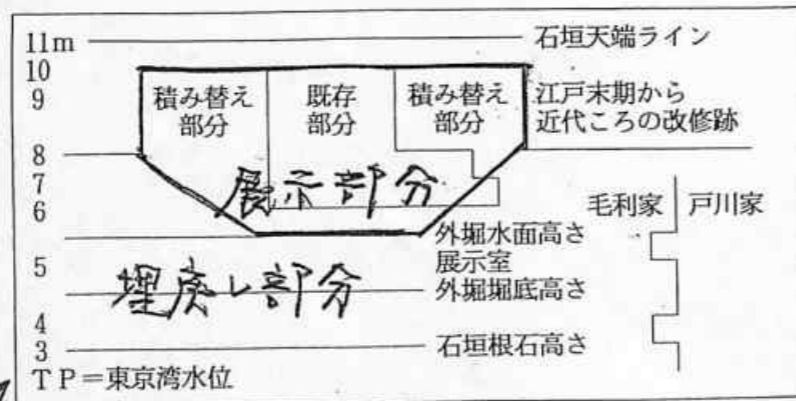 11m
石垣天端ライン
10
9
積み替え
部分
既存
部分
積み替え
部分
江戸末期から
近代ころの改修跡
8
7
展示部分
6
毛利家
戸川家
外堀水面高さ
展示室
5
埋戻し部分
外堀堀底高さ
4
3
石垣根石高さ
TP=東京湾水位